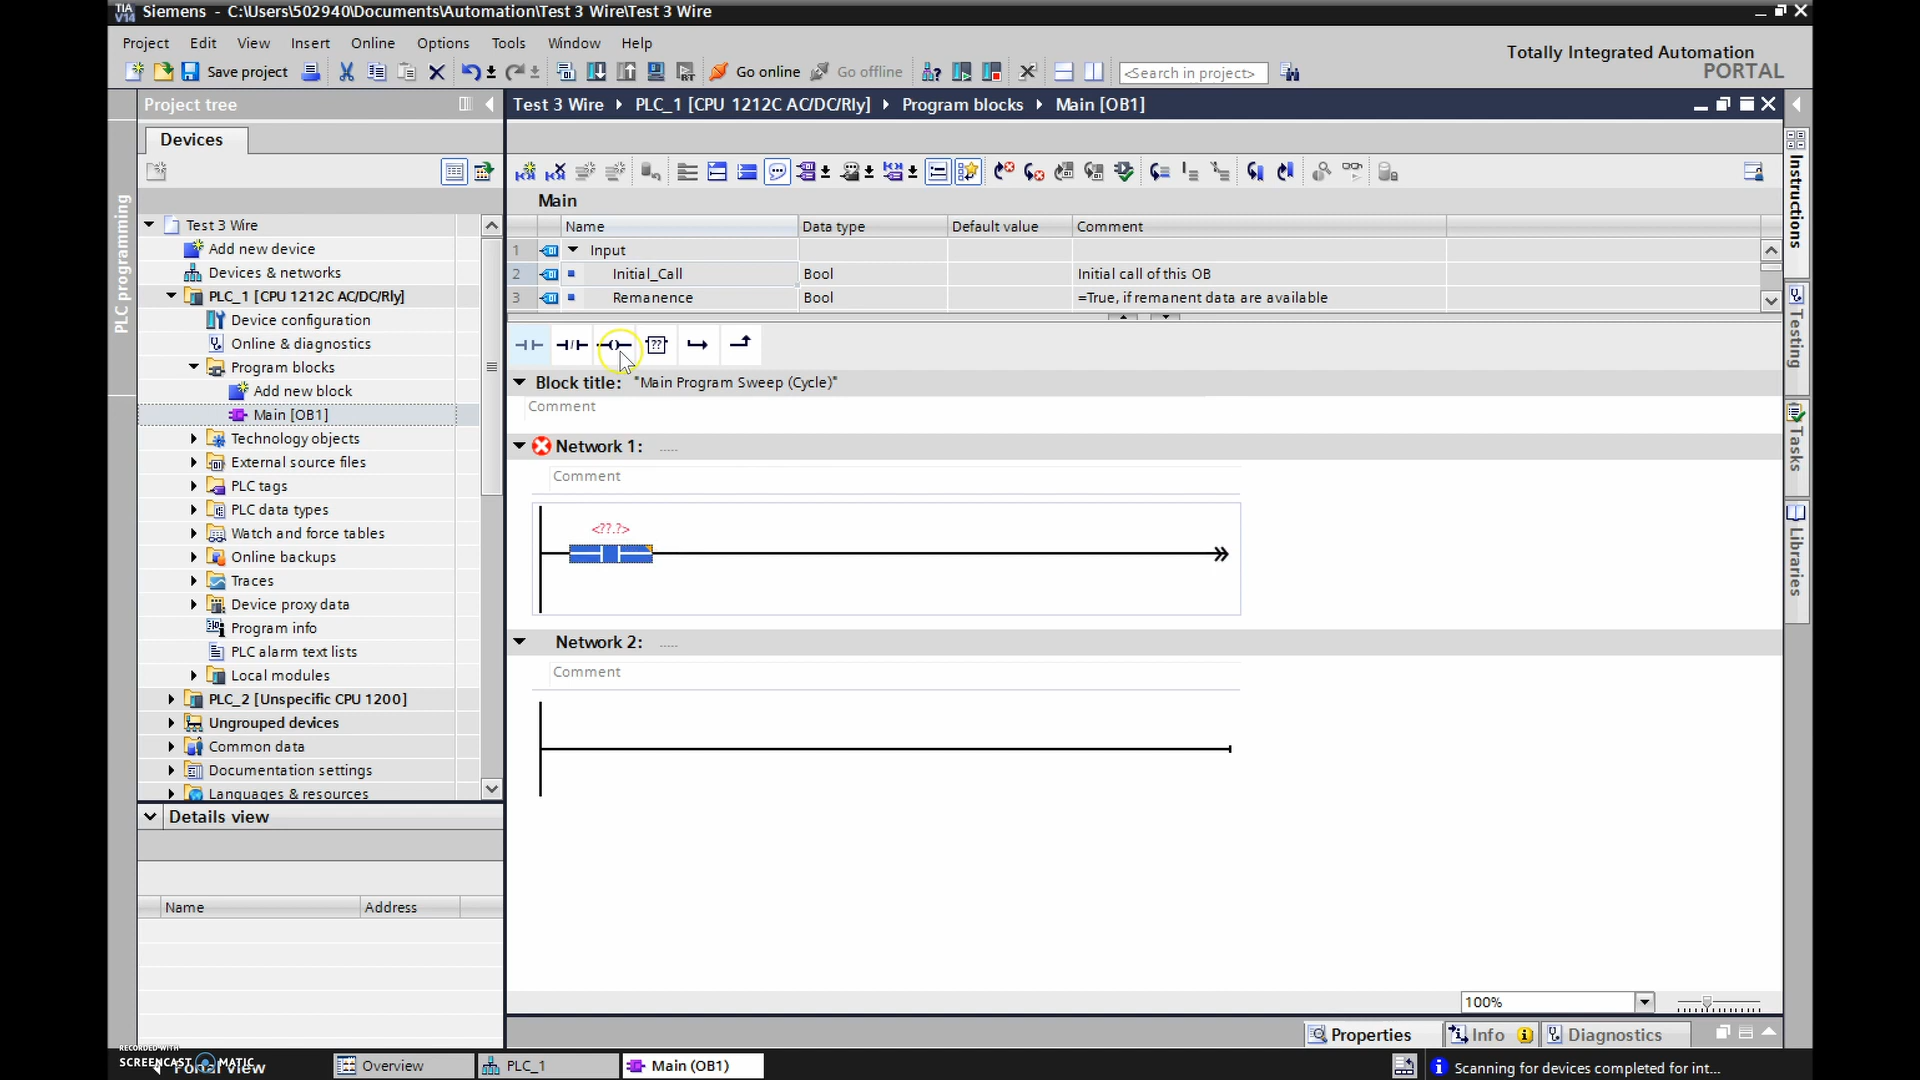 TIA V14 Siemens - C:\Users\502940\Documents\Automation\Test 3 Wire\Test 3 Wire
Project Edit View Insert Online Options Tools Window Help
Totally Integrated Automation
PORTAL
Save project
Go online Go offline
<Search in project>
Project tree
Test 3 Wire PLC_1 [CPU 1212C AC/DC/Rly] Program blocks Main [OB1]
Devices
PLC programming
Test 3 Wire
Add new device
Devices & networks
PLC_1 [CPU 1212C AC/DC/Rly]
Device configuration
Online & diagnostics
Program blocks
Add new block
Main [OB1]
Technology objects
External source files
PLC tags
PLC data types
Watch and force tables
Online backups
Traces
Device proxy data
Program info
PLC alarm text lists
Local modules
PLC_2 [Unspecific CPU 1200]
Ungrouped devices
Common data
Documentation settings
Languages & resources
Details view
Name Address
Main
Name Data type Default value Comment
1 Input
2 Initial_Call Bool Initial call of this OB
3 Remanence Bool =True, if remanent data are available
??
Block title: "Main Program Sweep (Cycle)"
Comment
Network 1: .....
Comment
<??.?>
Network 2: .....
Comment
100%
Properties Info Diagnostics
Instructions
Testing
Tasks
Libraries
RECORDED WITH
SCREENCAST MATIC
Portal view
Overview PLC_1 Main (OB1)
Scanning for devices completed for int...